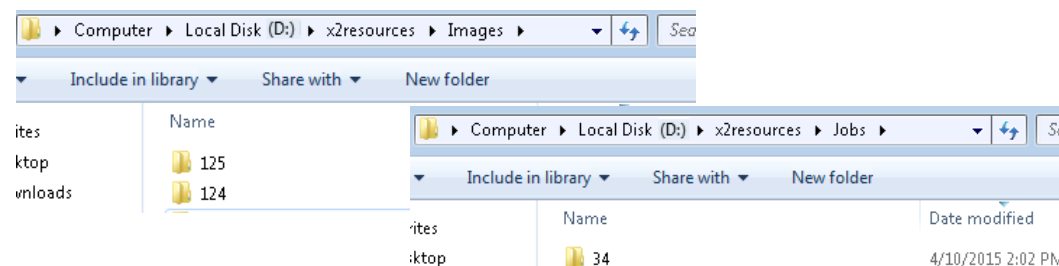 Computer Local Disk (D:) x2resources Images
Include in library Share with New folder
Name
125
124
Computer Local Disk (D:) x2resources Jobs
Include in library Share with New folder
Name Date modified
34 4/10/2015 2:02